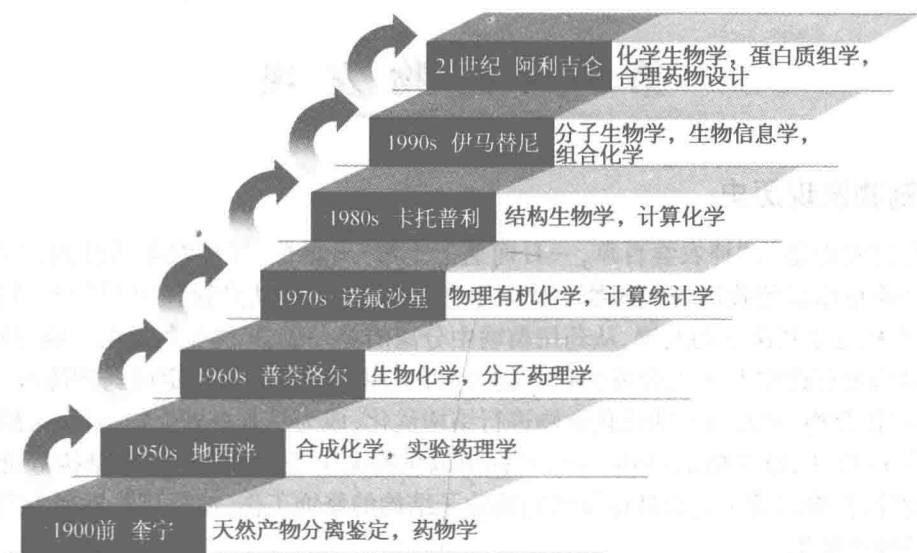 21世纪 阿利吉仑
化学生物学，蛋白质组学，
合理药物设计
1990s 伊马替尼
分子生物学，生物信息学，
组合化学
1980s 卡托普利
结构生物学，计算化学
1970s 诺氟沙星
物理有机化学，计算统计学
1960s 普萘洛尔
生物化学，分子药理学
1950s 地西泮
合成化学，实验药理学
1900前 奎宁
天然产物分离鉴定，药物学